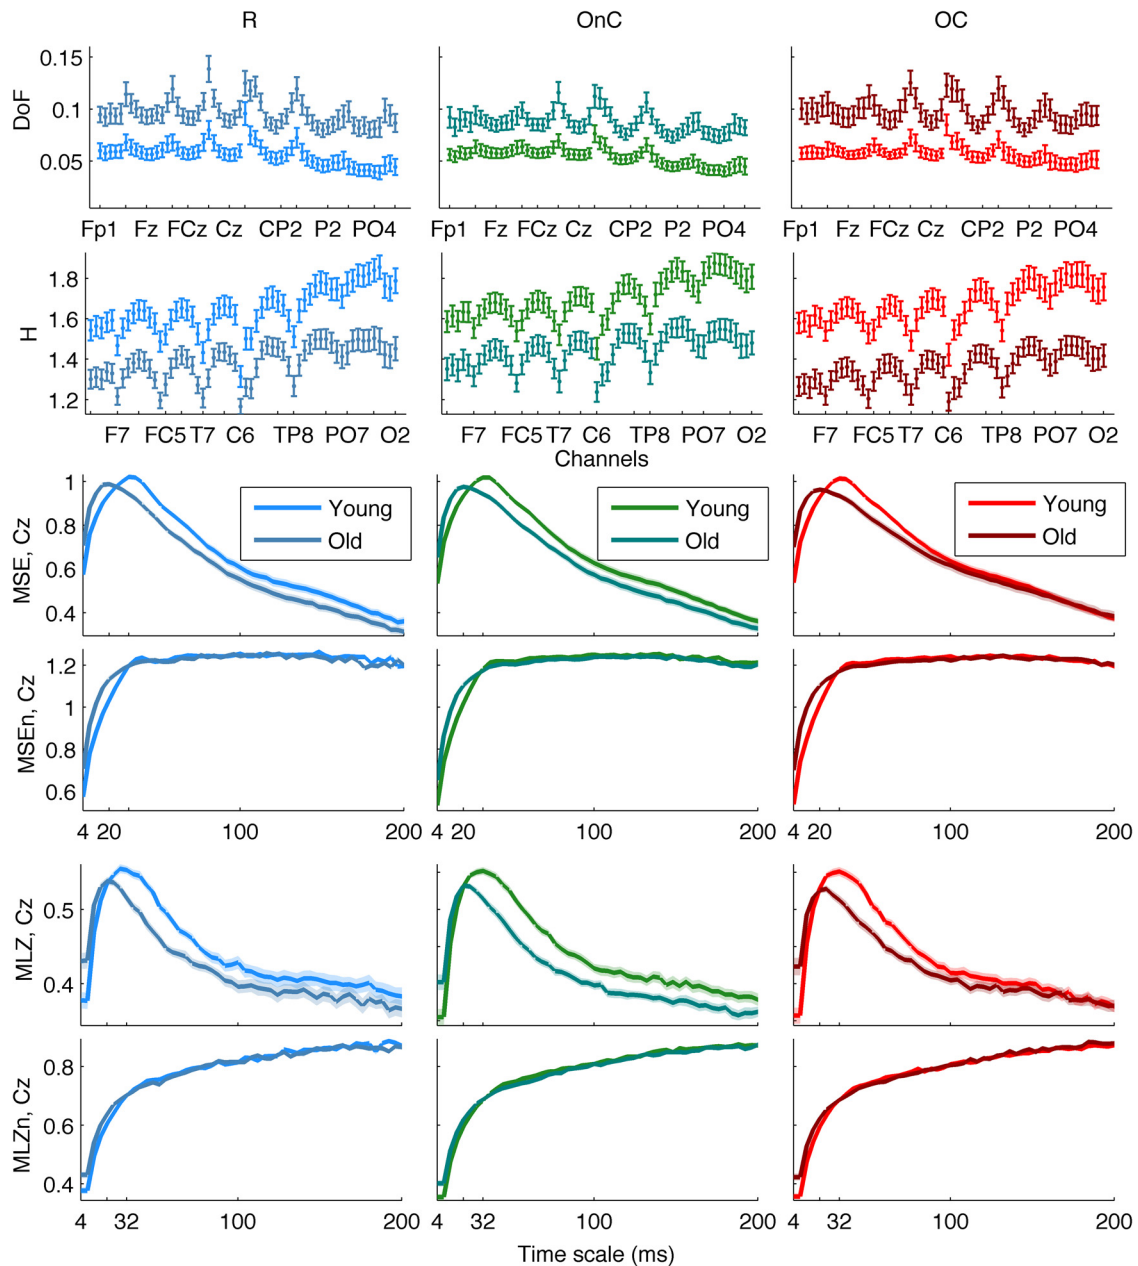 R OnC OC
DoF
0.15
0.1
0.05
Fp1 Fz FCz Cz CP2 P2 PO4 Fp1 Fz FCz Cz CP2 P2 PO4 Fp1 Fz FCz Cz CP2 P2 PO4
H
1.8
1.6
1.4
1.2
F7 FC5 T7 C6 TP8 PO7 O2 F7 FC5 T7 C6 TP8 PO7 O2 F7 FC5 T7 C6 TP8 PO7 O2
Channels
MSE, Cz
1
0.8
0.6
0.4
Young
Old
Young
Old
Young
Old
MSEn, Cz
1.2
1
0.8
0.6
4 20 100 200 4 20 100 200 4 20 100 200
MLZ, Cz
0.5
0.4
MLZn, Cz
0.8
0.6
0.4
4 32 100 200 4 32 100 200 4 32 100 200
Time scale (ms)